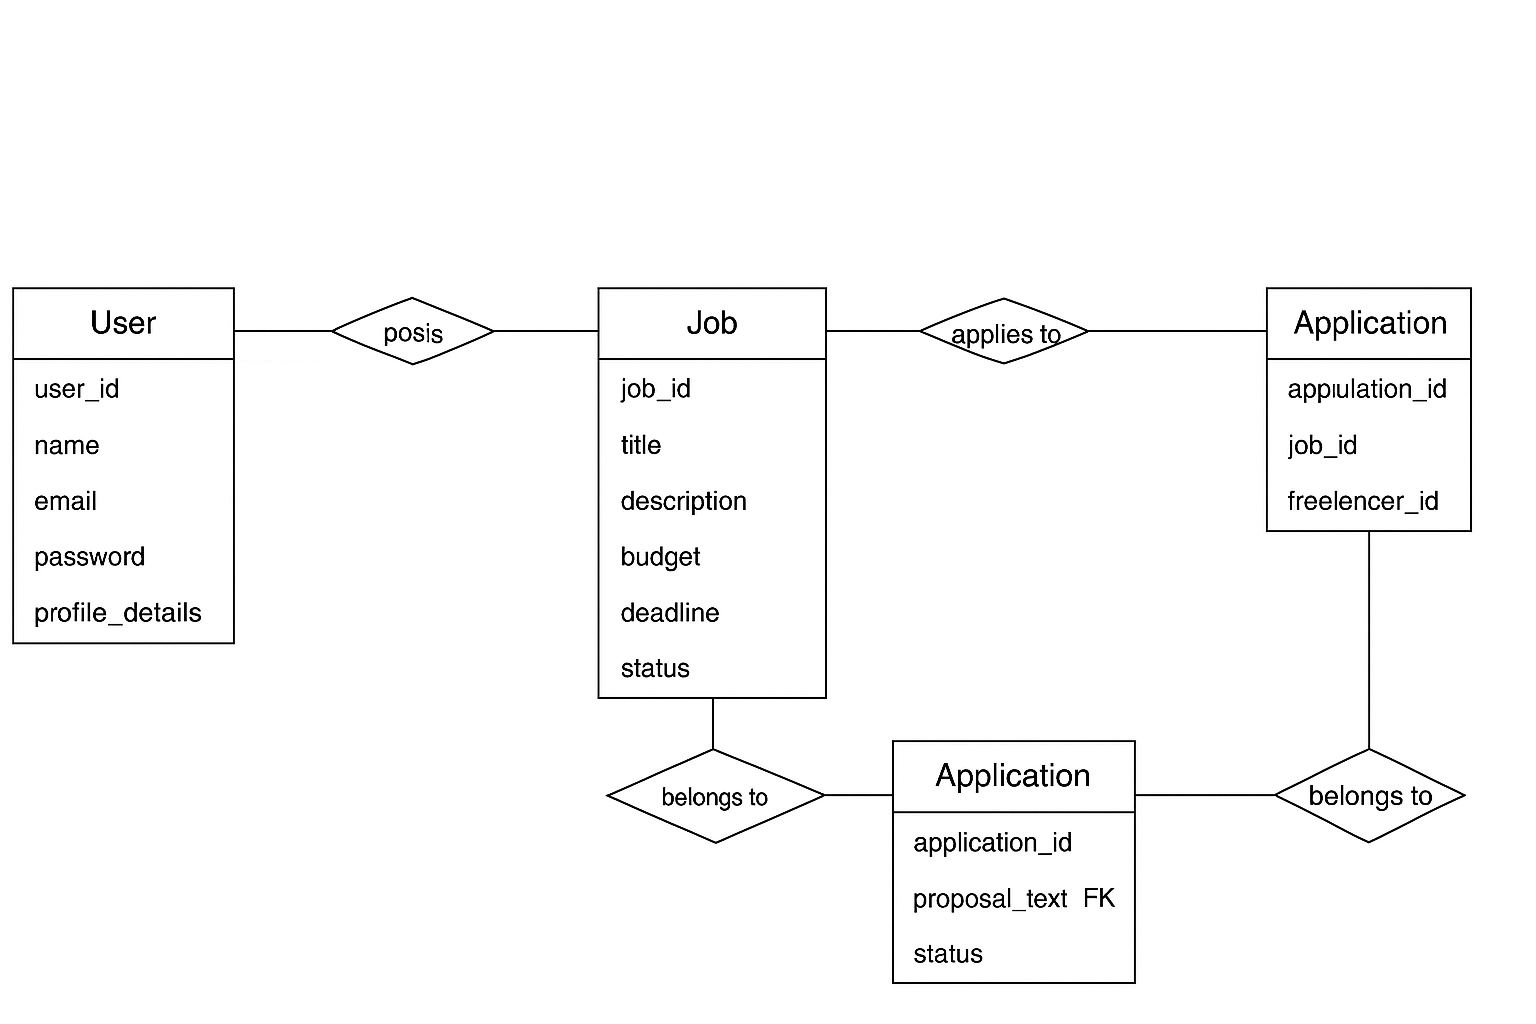 User
user_id
name
email
password
profile_details
posis
Job
job_id
title
description
budget
deadline
status
applies to
Application
appıulation_id
job_id
freelencer_id
belongs to
Application
application_id
proposal_text FK
status
belongs to